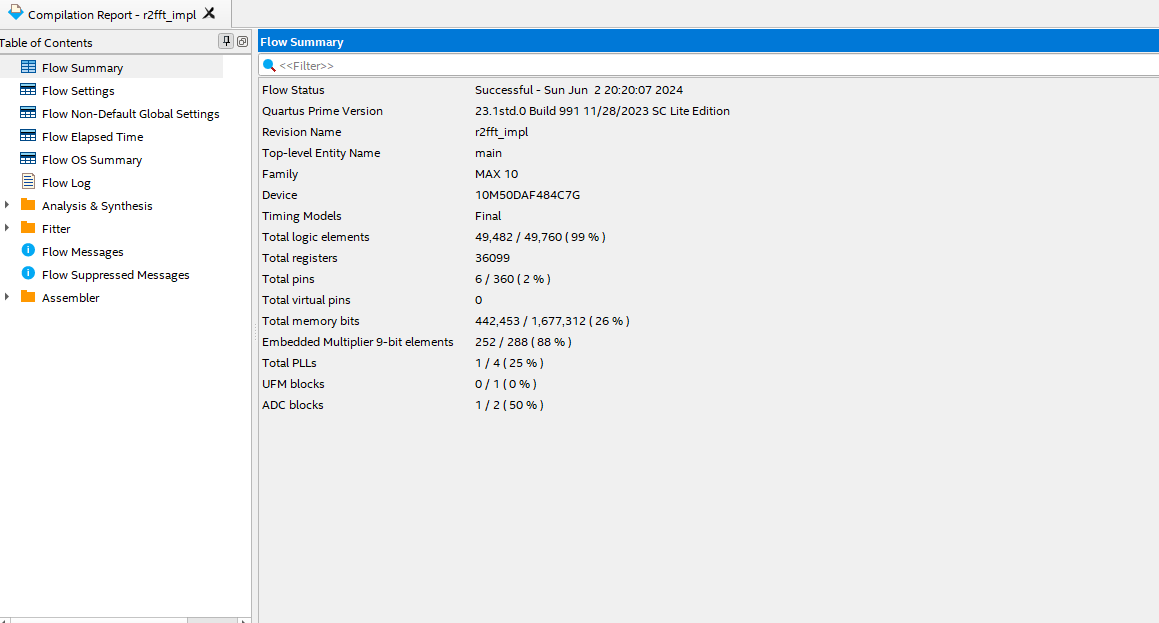 Compilation Report - r2fft_impl
Table of Contents
Flow Summary
Flow Settings
Flow Non-Default Global Settings
Flow Elapsed Time
Flow OS Summary
Flow Log
Analysis & Synthesis
Fitter
Flow Messages
Flow Suppressed Messages
Assembler
Flow Summary
<<Filter>>
Flow Status Successful - Sun Jun 2 20:20:07 2024
Quartus Prime Version 23.1std.0 Build 991 11/28/2023 SC Lite Edition
Revision Name r2fft_impl
Top-level Entity Name main
Family MAX 10
Device 10M50DAF484C7G
Timing Models Final
Total logic elements 49,482 / 49,760 ( 99 % )
Total registers 36099
Total pins 6 / 360 ( 2 % )
Total virtual pins 0
Total memory bits 442,453 / 1,677,312 ( 26 % )
Embedded Multiplier 9-bit elements 252 / 288 ( 88 % )
Total PLLs 1 / 4 ( 25 % )
UFM blocks 0 / 1 ( 0 % )
ADC blocks 1 / 2 ( 50 % )